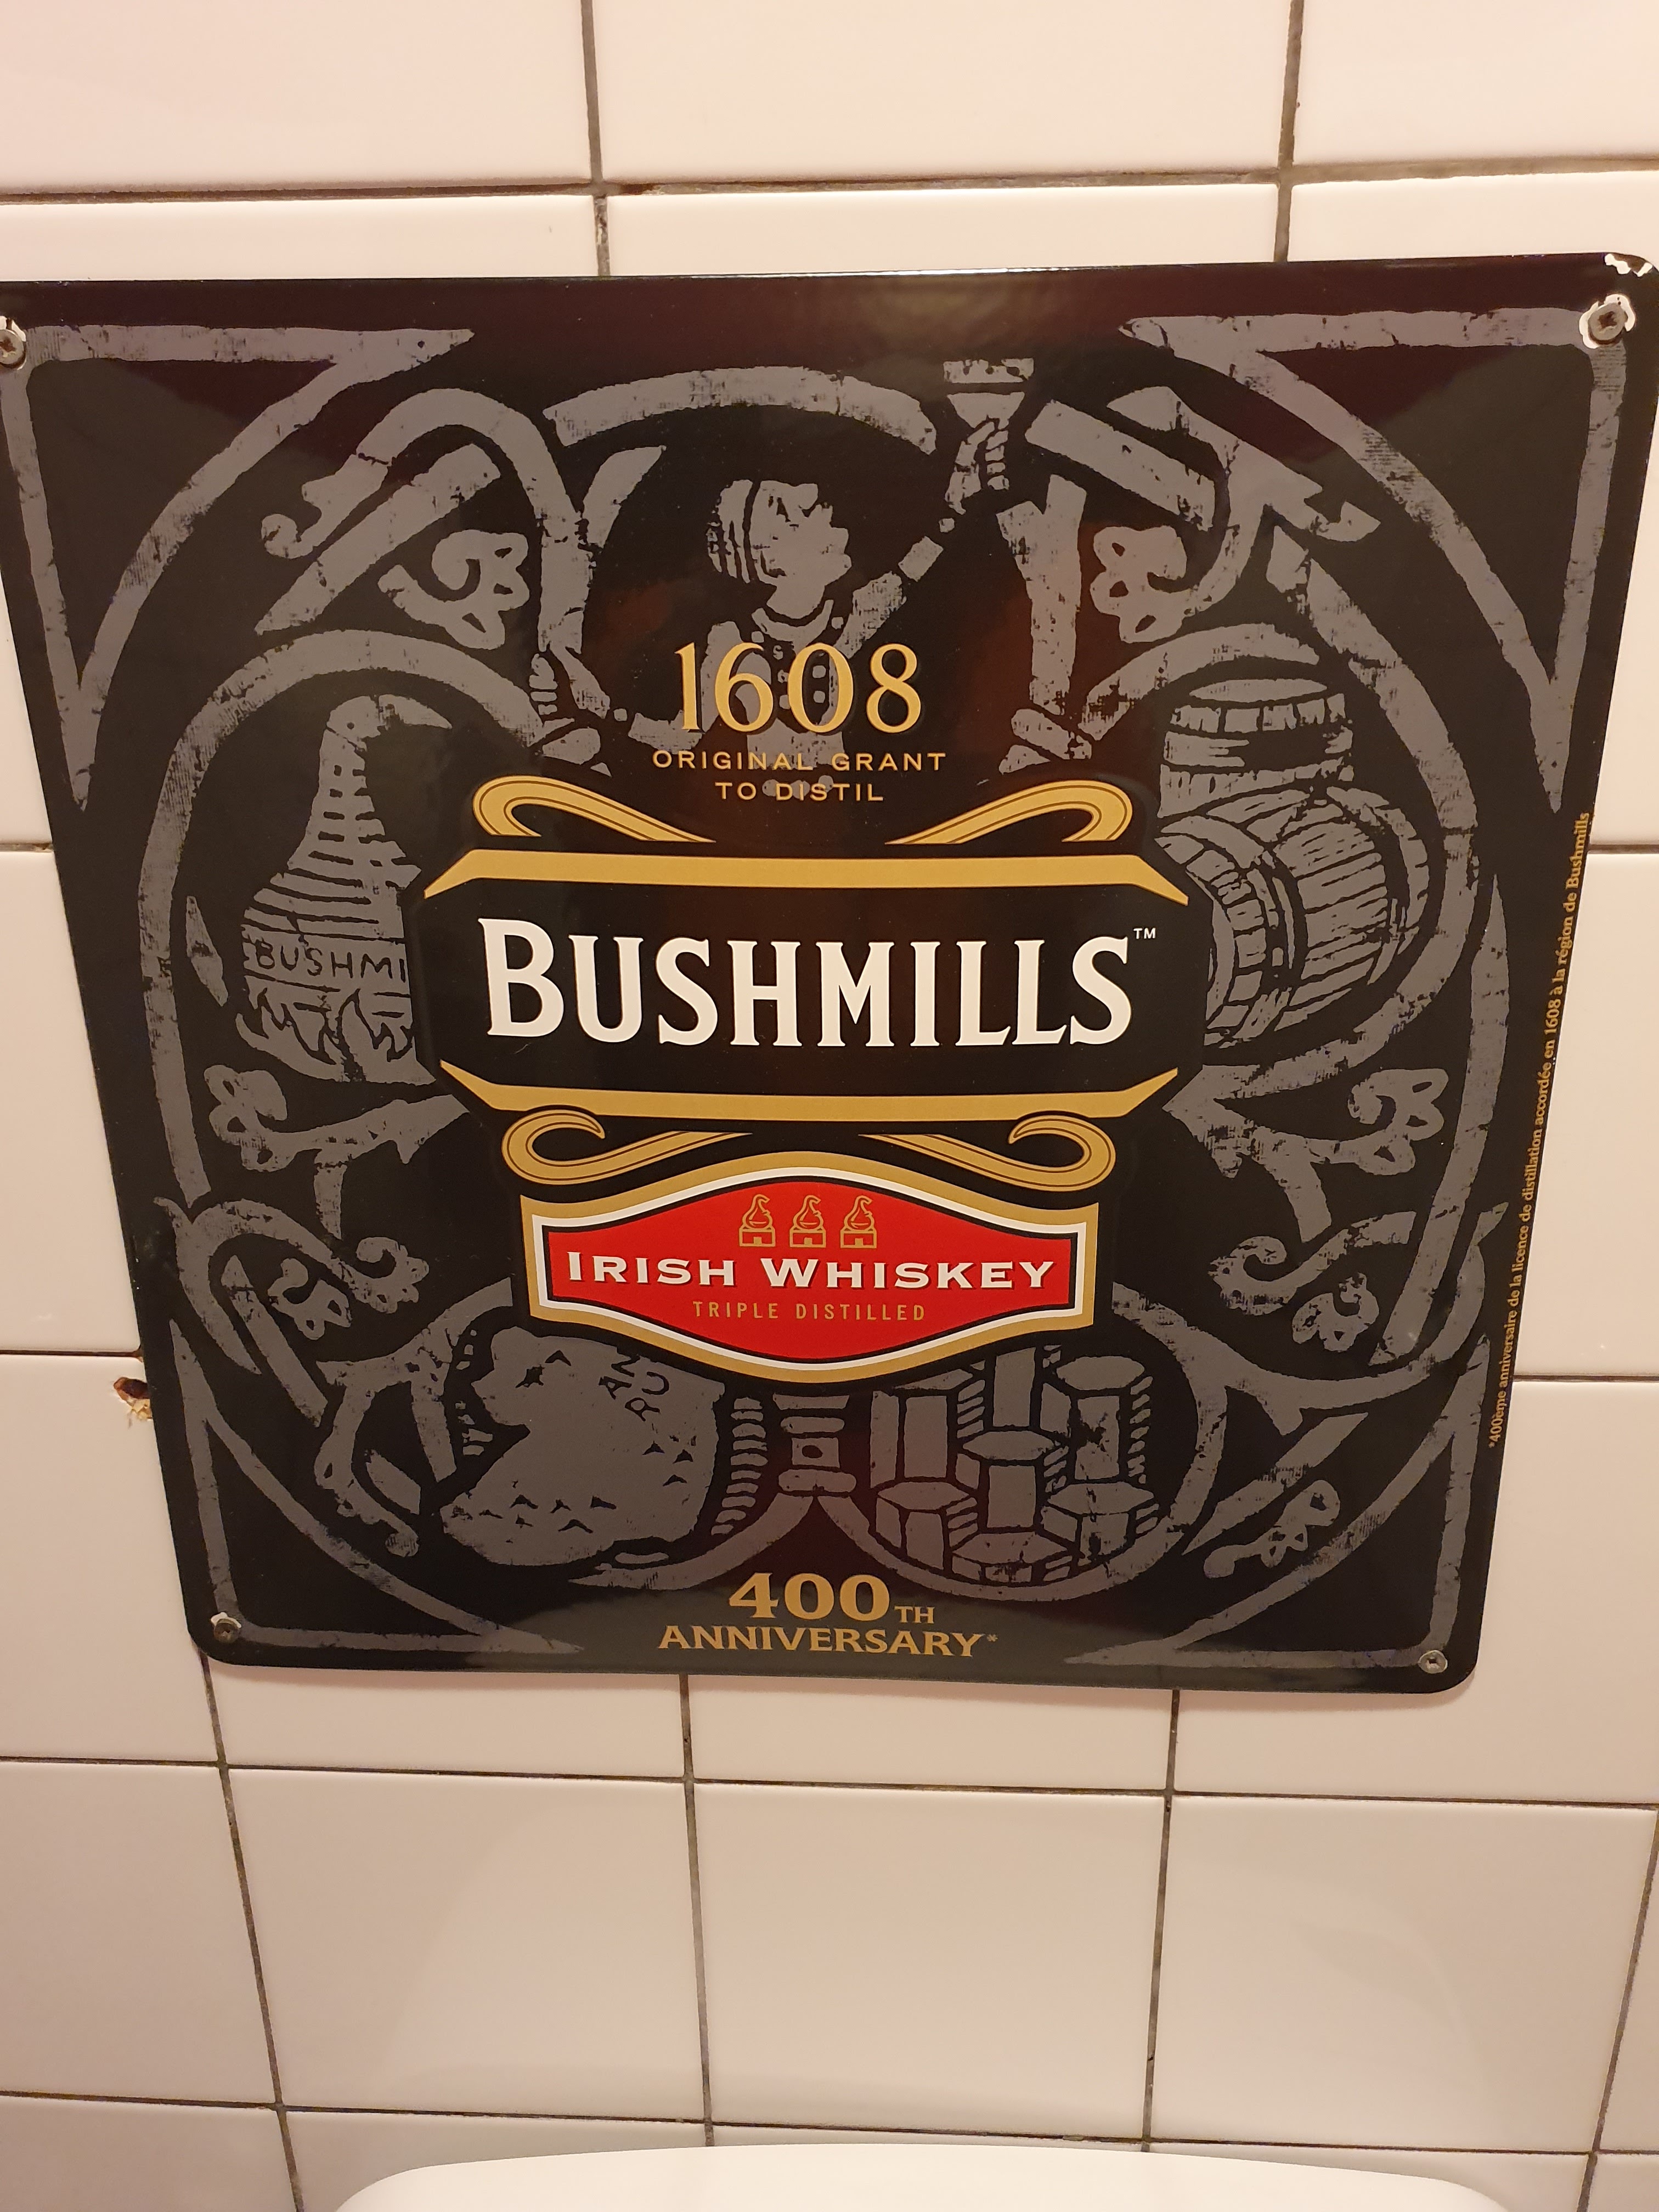 1608
ORIGINAL GRANT
TO DISTIL
BUSHMILLS™
BUSHMI
IRISH WHISKEY
TRIPLE DISTILLED
400TH
ANNIVERSARY*
*400ème anniversaire de la licence de distillation accordée en 1608 à la région de Bushmills